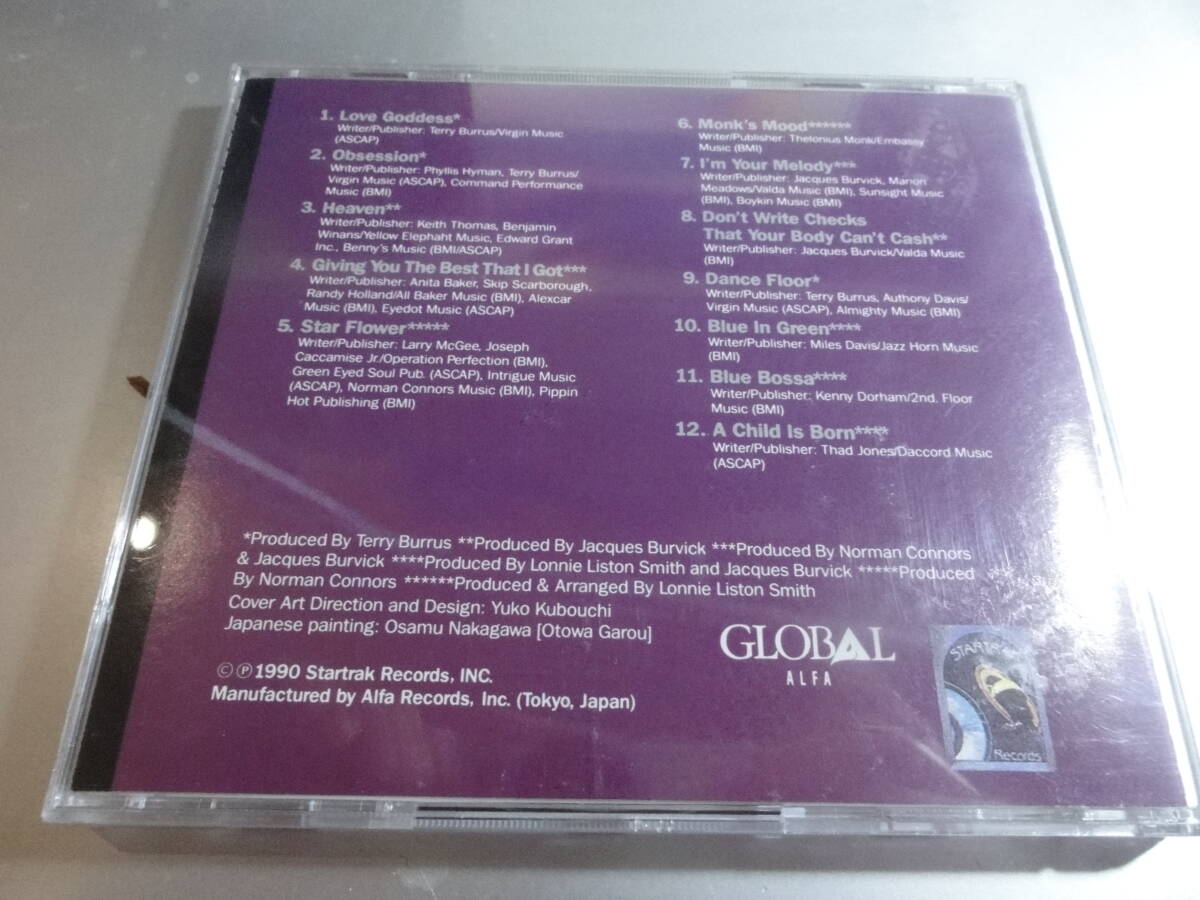 1. Love Goddess*
Writer/Publisher: Terry Burrus/Virgin Music
(ASCAP)
2. Obsession*
Writer/Publisher: Phyllis Hyman, Terry Burrus/
Virgin Music (ASCAP), Command Performance
Music (BMI)
3. Heaven**
Writer/Publisher: Keith Thomas, Benjamin
Winans/Yellow Elephaht Music, Edward Grant
Inc., Benny's Music (BMI/ASCAP)
4. Giving You The Best That I Got***
Writer/Publisher: Anita Baker, Skip Scarborough,
Randy Holland/All Baker Music (BMI), Alexcar
Music (BMI), Eyedot Music (ASCAP)
5. Star Flower*****
Writer/Publisher: Larry McGee, Joseph
Caccamise Jr./Operation Perfection (BMI),
Green Eyed Soul Pub. (ASCAP), Intrigue Music
(ASCAP), Norman Connors Music (BMI), Pippin
Hot Publishing (BMI)
6. Monk's Mood******
Writer/Publisher: Thelonius Monk/Embassy
Music (BMI)
7. I'm Your Melody***
Writer/Publisher: Jacques Burvick, Marion
Meadows/Valda Music (BMI), Sunsight Music
(BMI), Boykin Music (BMI)
8. Don't Write Checks
That Your Body Can't Cash**
Writer/Publisher: Jacques Burvick/Valda Music
(BMI)
9. Dance Floor*
Writer/Publisher: Terry Burrus, Authony Davis/
Virgin Music (ASCAP), Almighty Music (BMI)
10. Blue In Green****
Writer/Publisher: Miles Davis/Jazz Horn Music
(BMI)
11. Blue Bossa****
Writer/Publisher: Kenny Dorham/2nd. Floor
Music (BMI)
12. A Child Is Born****
Writer/Publisher: Thad Jones/Daccord Music
(ASCAP)
*Produced By Terry Burrus **Produced By Jacques Burvick ***Produced By Norman Connors
& Jacques Burvick ****Produced By Lonnie Liston Smith and Jacques Burvick *****Produced
By Norman Connors ******Produced & Arranged By Lonnie Liston Smith
Cover Art Direction and Design: Yuko Kubouchi
Japanese painting: Osamu Nakagawa [Otowa Garou]
©℗1990 Startrak Records, INC.
Manufactured by Alfa Records, Inc. (Tokyo, Japan)
GLOBAL
ALFA
STARTRAK
Records